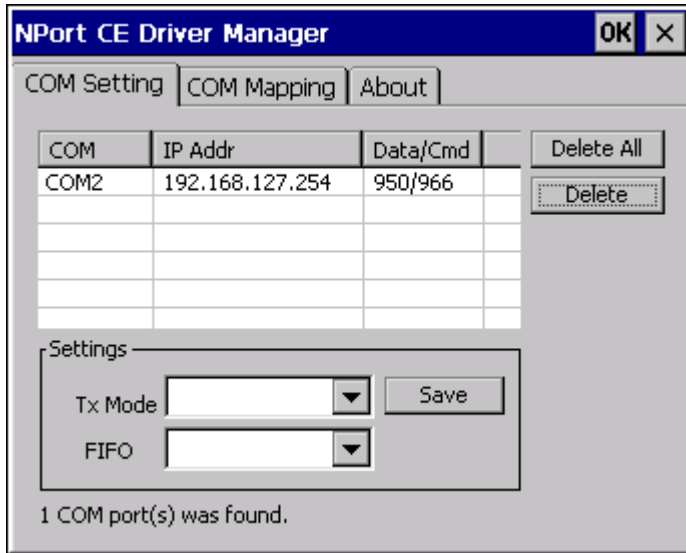 NPort CE Driver Manager OK ×
COM Setting COM Mapping About
COM IP Addr Data/Cmd Delete All
COM2 192.168.127.254 950/966 Delete
Settings
Tx Mode Save
FIFO
1 COM port(s) was found.